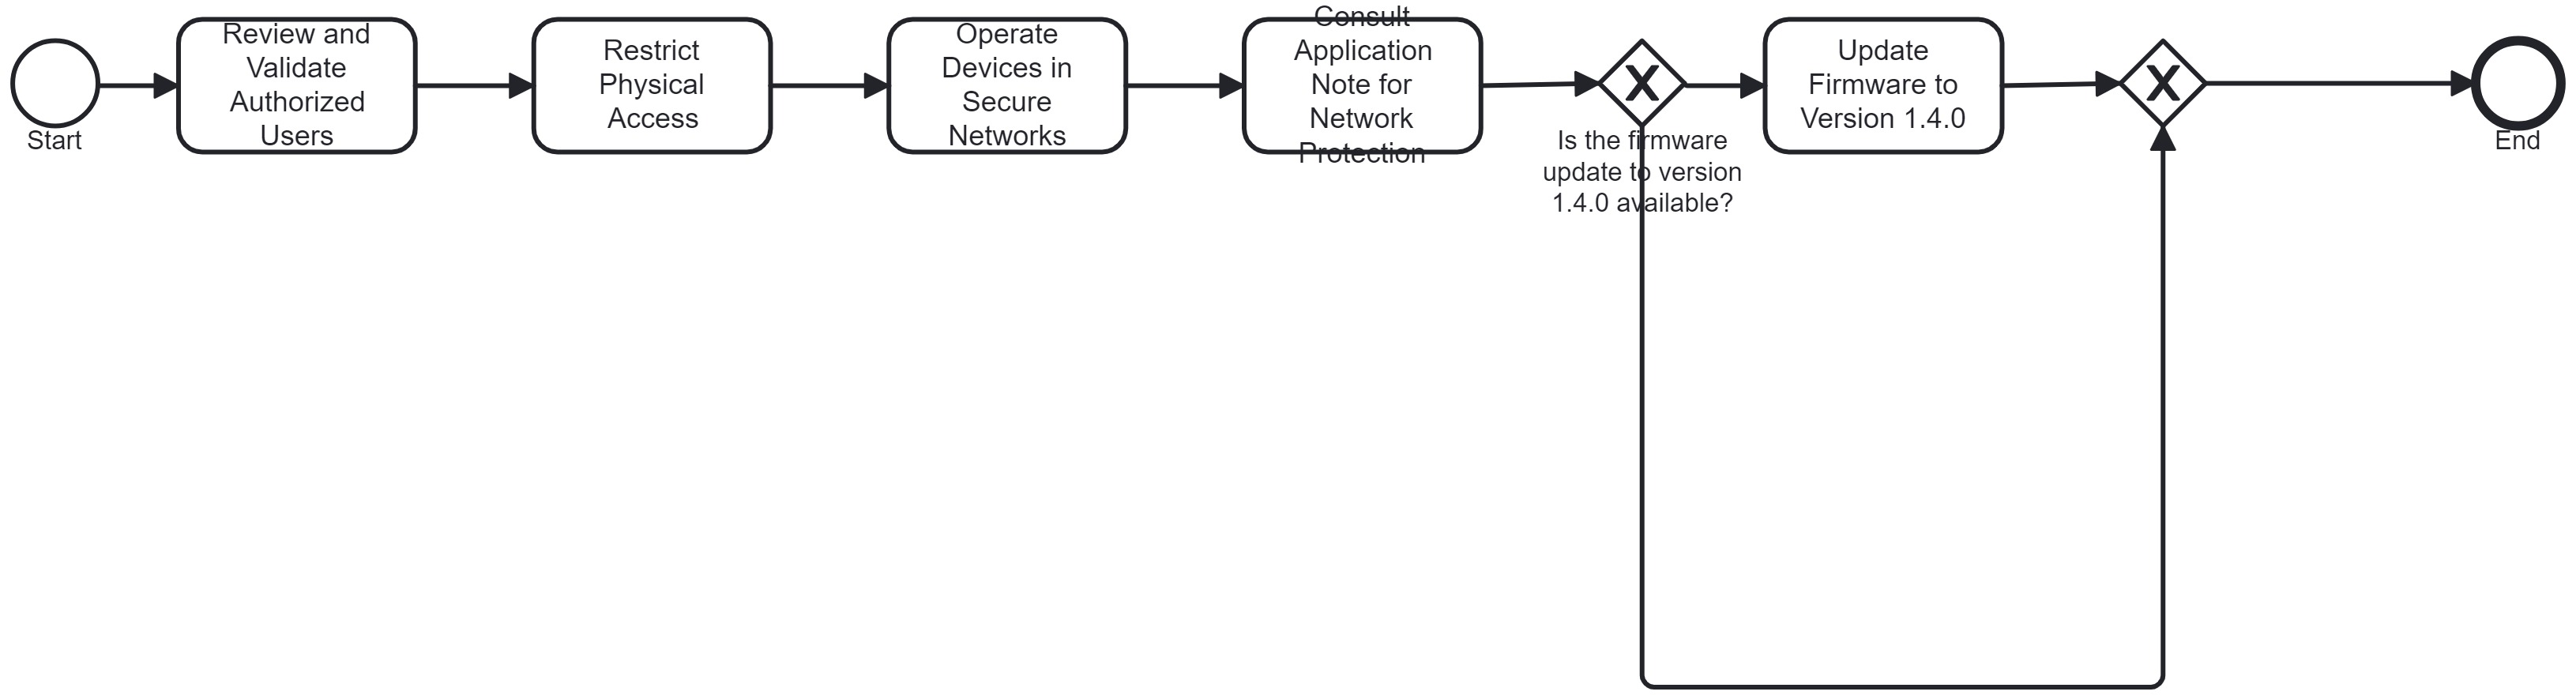 Start
Review and
Validate
Authorized
Users
Restrict
Physical
Access
Operate
Devices in
Secure
Networks
Consult
Application
Note for
Network
Protection
X
Is the firmware
update to version
1.4.0 available?
Update
Firmware to
Version 1.4.0
X
End